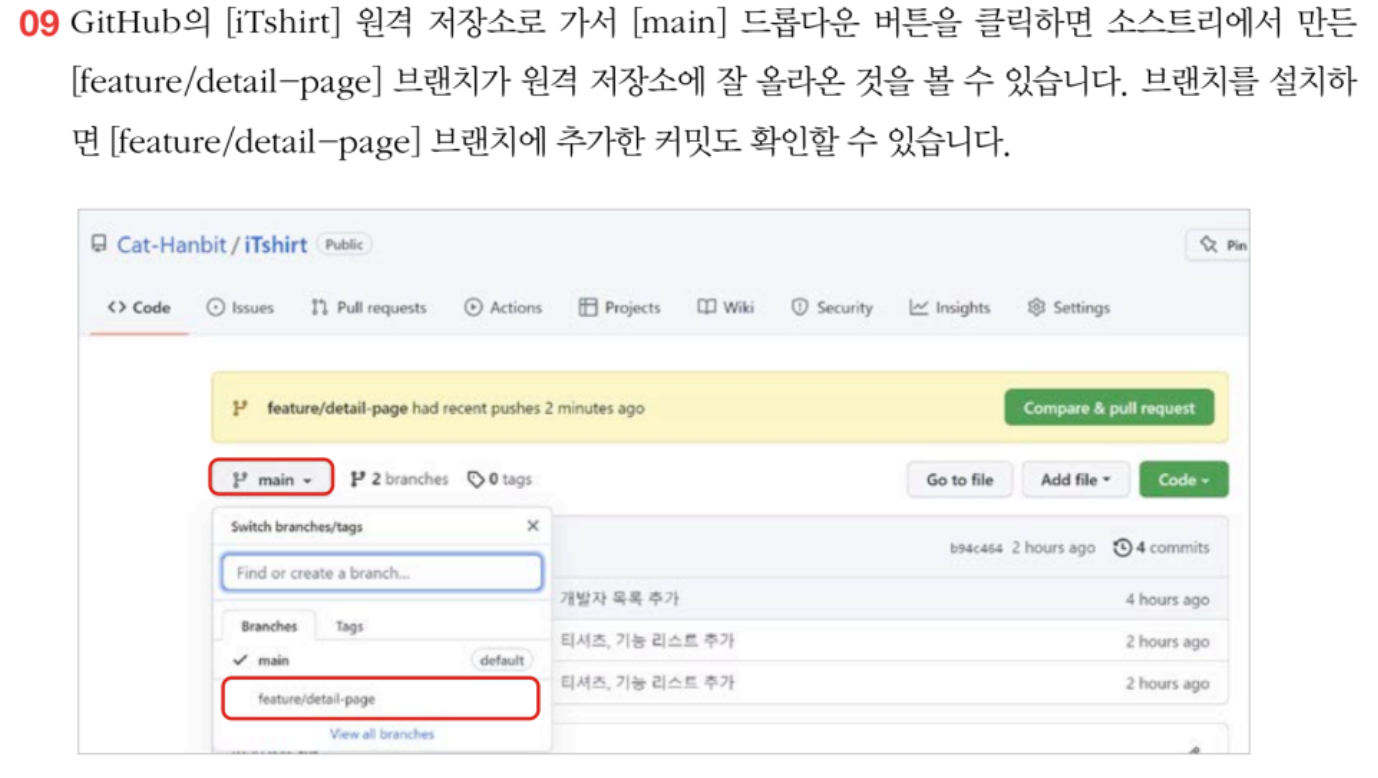 09 GitHub의 [iTshirt] 원격 저장소로 가서 [main] 드롭다운 버튼을 클릭하면 소스트리에서 만든
[feature/detail-page] 브랜치가 원격 저장소에 잘 올라온 것을 볼 수 있습니다. 브랜치를 설치하
면 [feature/detail-page] 브랜치에 추가한 커밋도 확인할 수 있습니다.
Cat-Hanbit / iTshirt Public Pin
<> Code Issues Pull requests Actions Projects Wiki Security Insights Settings
feature/detail-page had recent pushes 2 minutes ago Compare & pull request
main 2 branches 0 tags Go to file Add file Code
Switch branches/tags ×
b94c464 2 hours ago 4 commits
Find or create a branch...
개발자 목록 추가 4 hours ago
Branches Tags
티셔츠, 기능 리스트 추가 2 hours ago
main default
티셔츠, 기능 리스트 추가 2 hours ago
feature/detail-page
View all branches